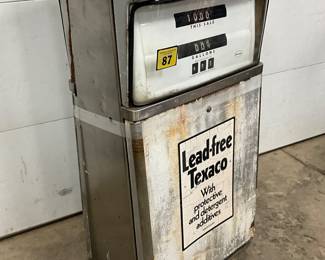 THIS SALE
GALLONS
87
Lead-free
Texaco
With
protective
and detergent
additives